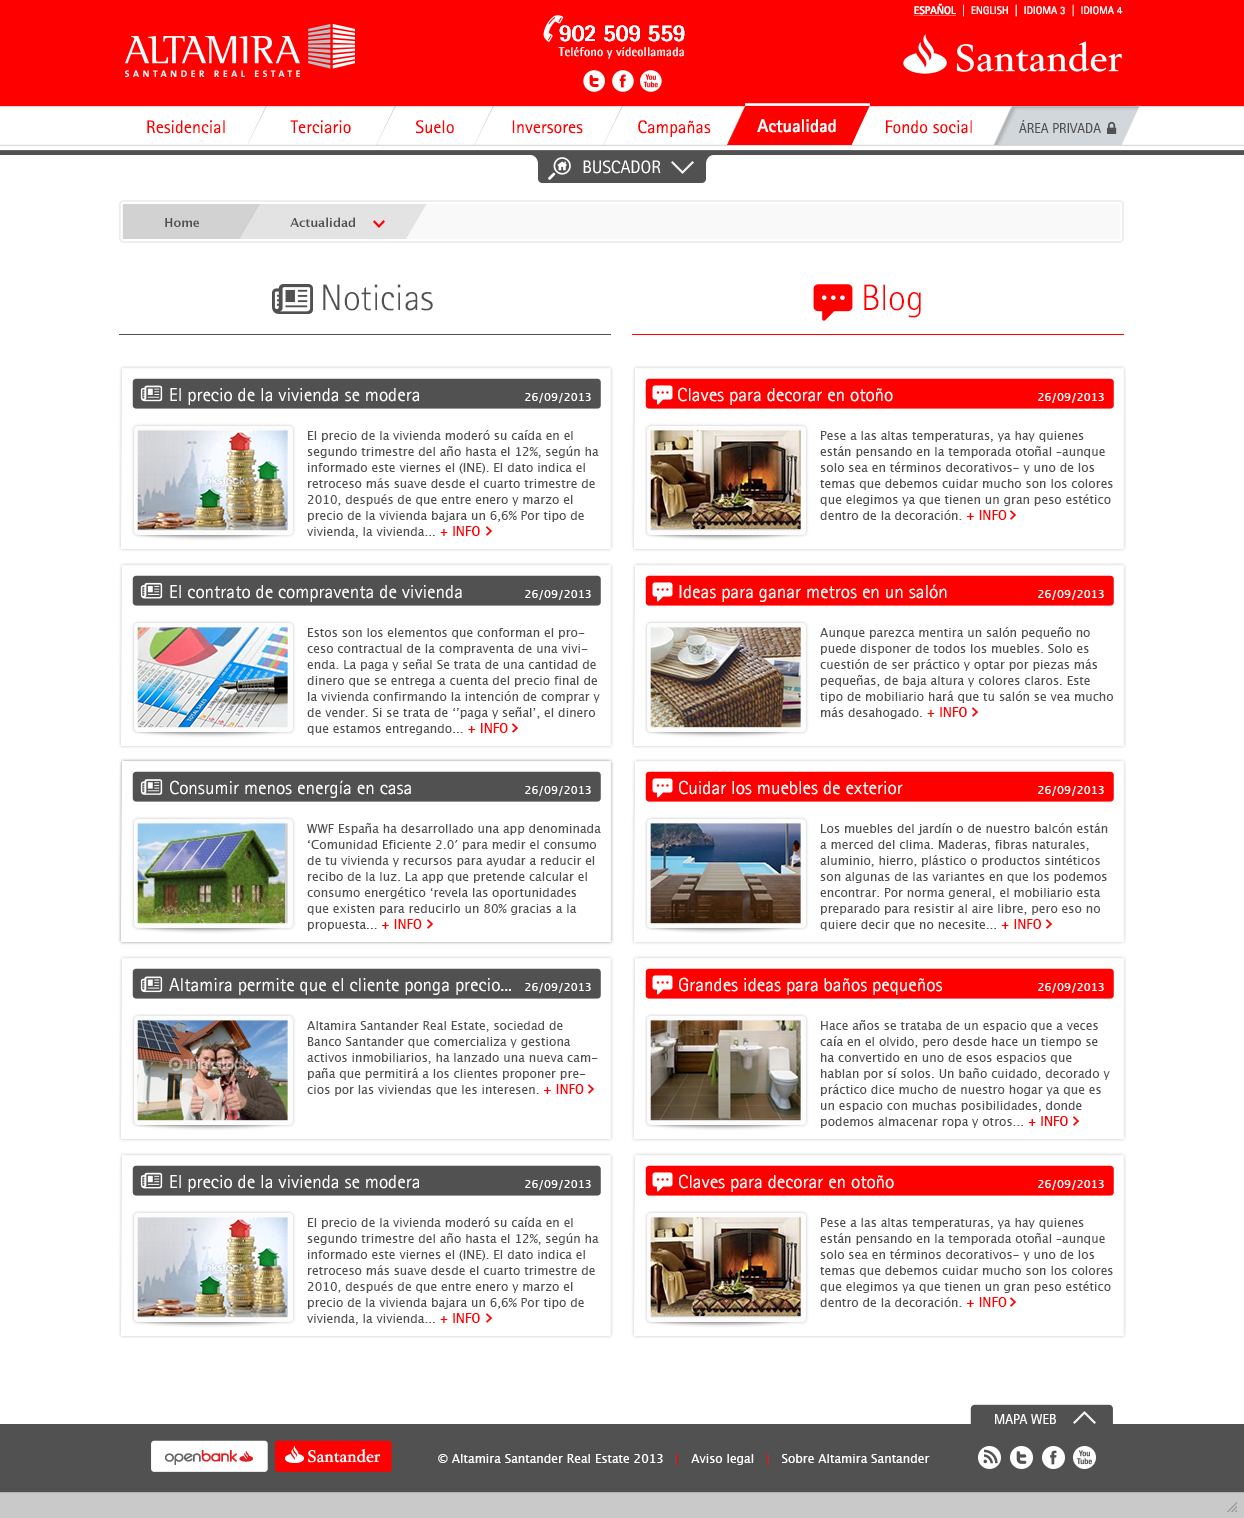 ESPAÑOL | ENGLISH | IDIOMA 3 | IDIOMA 4
ALTAMIRA
SANTANDER REAL ESTATE
902 509 559
Teléfono y vídeollamada
You Tube
Santander
Residencial
Terciario
Suelo
Inversores
Campañas
Actualidad
Fondo social
ÁREA PRIVADA
BUSCADOR
Home
Actualidad
Noticias
El precio de la vivienda se modera 26/09/2013
El precio de la vivienda moderó su caída en el
segundo trimestre del año hasta el 12%, según ha
informado este viernes el (INE). El dato indica el
retroceso más suave desde el cuarto trimestre de
2010, después de que entre enero y marzo el
precio de la vivienda bajara un 6,6% Por tipo de
vivienda, la vivienda... + INFO
El contrato de compraventa de vivienda 26/09/2013
Estos son los elementos que conforman el pro-
ceso contractual de la compraventa de una vivi-
enda. La paga y señal Se trata de una cantidad de
dinero que se entrega a cuenta del precio final de
la vivienda confirmando la intención de comprar y
de vender. Si se trata de ‘’paga y señal’, el dinero
que estamos entregando... + INFO
Consumir menos energía en casa 26/09/2013
WWF España ha desarrollado una app denominada
‘Comunidad Eficiente 2.0’ para medir el consumo
de tu vivienda y recursos para ayudar a reducir el
recibo de la luz. La app que pretende calcular el
consumo energético ‘revela las oportunidades
que existen para reducirlo un 80% gracias a la
propuesta... + INFO
Altamira permite que el cliente ponga precio... 26/09/2013
Altamira Santander Real Estate, sociedad de
Banco Santander que comercializa y gestiona
activos inmobiliarios, ha lanzado una nueva cam-
paña que permitirá a los clientes proponer pre-
cios por las viviendas que les interesen. + INFO
El precio de la vivienda se modera 26/09/2013
El precio de la vivienda moderó su caída en el
segundo trimestre del año hasta el 12%, según ha
informado este viernes el (INE). El dato indica el
retroceso más suave desde el cuarto trimestre de
2010, después de que entre enero y marzo el
precio de la vivienda bajara un 6,6% Por tipo de
vivienda, la vivienda... + INFO
Blog
Claves para decorar en otoño 26/09/2013
Pese a las altas temperaturas, ya hay quienes
están pensando en la temporada otoñal -aunque
solo sea en términos decorativos- y uno de los
temas que debemos cuidar mucho son los colores
que elegimos ya que tienen un gran peso estético
dentro de la decoración. + INFO
Ideas para ganar metros en un salón 26/09/2013
Aunque parezca mentira un salón pequeño no
puede disponer de todos los muebles. Solo es
cuestión de ser práctico y optar por piezas más
pequeñas, de baja altura y colores claros. Este
tipo de mobiliario hará que tu salón se vea mucho
más desahogado. + INFO
Cuidar los muebles de exterior 26/09/2013
Los muebles del jardín o de nuestro balcón están
a merced del clima. Maderas, fibras naturales,
aluminio, hierro, plástico o productos sintéticos
son algunas de las variantes en que los podemos
encontrar. Por norma general, el mobiliario esta
preparado para resistir al aire libre, pero eso no
quiere decir que no necesite... + INFO
Grandes ideas para baños pequeños 26/09/2013
Hace años se trataba de un espacio que a veces
caía en el olvido, pero desde hace un tiempo se
ha convertido en uno de esos espacios que
hablan por sí solos. Un baño cuidado, decorado y
práctico dice mucho de nuestro hogar ya que es
un espacio con muchas posibilidades, donde
podemos almacenar ropa y otros... + INFO
Claves para decorar en otoño 26/09/2013
Pese a las altas temperaturas, ya hay quienes
están pensando en la temporada otoñal -aunque
solo sea en términos decorativos- y uno de los
temas que debemos cuidar mucho son los colores
que elegimos ya que tienen un gran peso estético
dentro de la decoración. + INFO
MAPA WEB
openbank
Santander
© Altamira Santander Real Estate 2013 | Aviso legal | Sobre Altamira Santander
You Tube